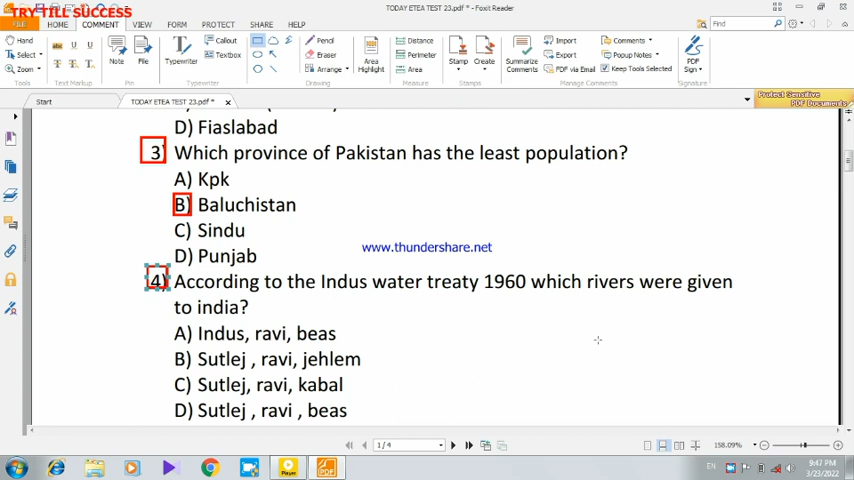 TRY TILL SUCCESS
TODAY ETEA TEST 23.pdf * - Foxit Reader
FILE HOME COMMENT VIEW FORM PROTECT SHARE HELP
Find
Hand
Select
Zoom
Tools
Text Markup
Note
File
Pin
Typewriter
Callout
Textbox
Typewriter
Pencil
Eraser
Arrange
Drawing
Area Highlight
Distance
Perimeter
Area
Measure
Stamp
Create
Stamps
Summarize Comments
Import
Export
PDF via Email
Comments
Popup Notes
Keep Tools Selected
Manage Comments
PDF Sign
Signature
Start
TODAY ETEA TEST 23.pdf *
Protect Sensitive
PDF Documents
D) Fiaslabad
3) Which province of Pakistan has the least population?
A) Kpk
B) Baluchistan
C) Sindu
D) Punjab
www.thundershare.net
4) According to the Indus water treaty 1960 which rivers were given
to india?
A) Indus, ravi, beas
B) Sutlej , ravi, jehlem
C) Sutlej, ravi, kabal
D) Sutlej , ravi , beas
1 / 4
158.09%
Player
PDF
EN
9:47 PM
3/23/2022